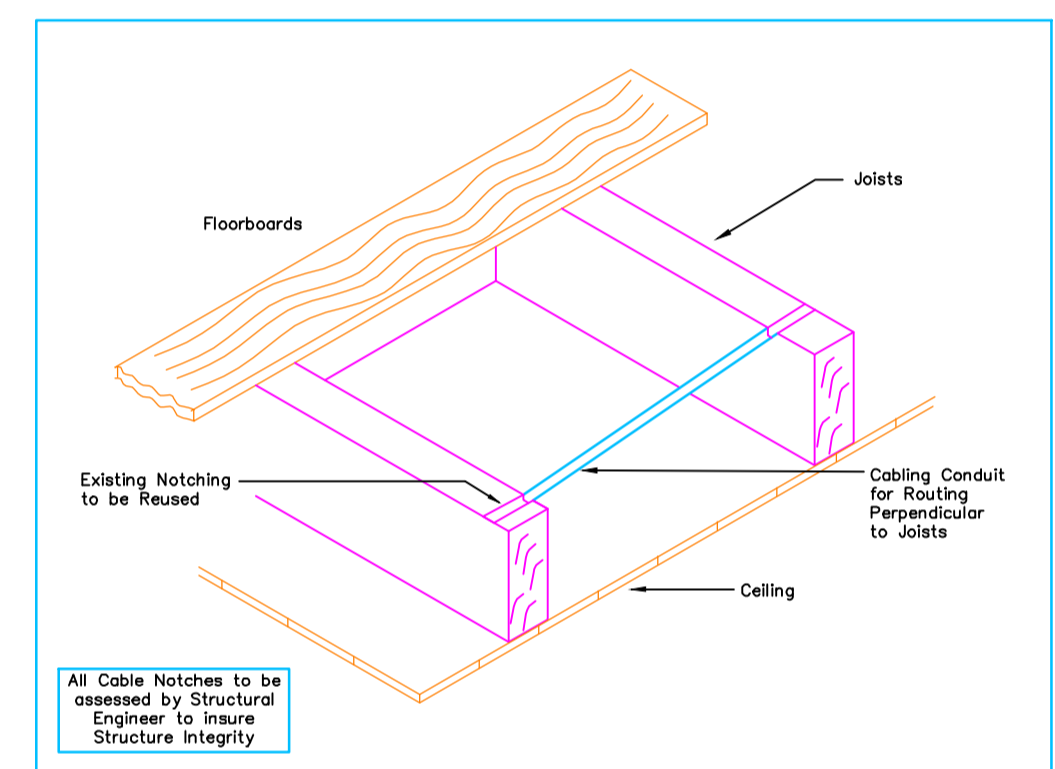 Joists
Floorboards
Existing Notching
to be Reused
Cabling Conduit
for Routing
Perpendicular
to Joists
Ceiling
All Cable Notches to be
assessed by Structural
Engineer to insure
Structure Integrity